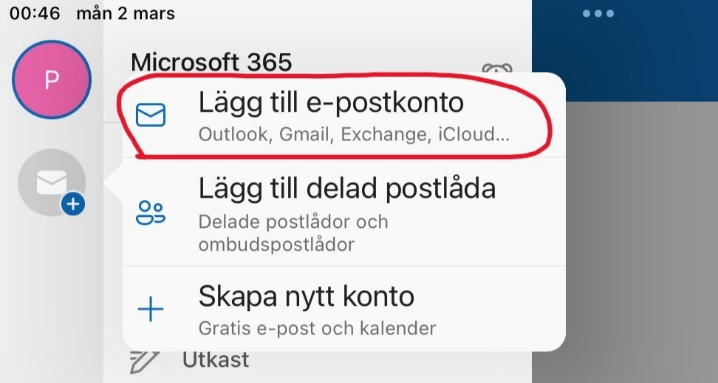 00:46 mån 2 mars
P
Microsoft 365
Lägg till e-postkonto
Outlook, Gmail, Exchange, iCloud...
Lägg till delad postlåda
Delade postlådor och
ombudspostlådor
Skapa nytt konto
Gratis e-post och kalender
Utkast